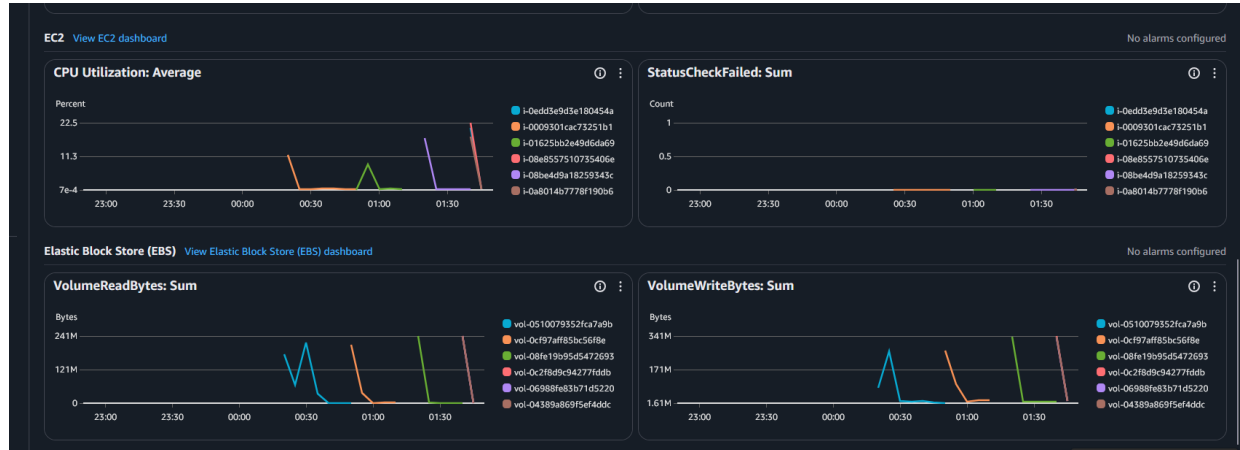 EC2 View EC2 dashboard No alarms configured
CPU Utilization: Average
Percent
22.5
11.3
7e-4
23:00 23:30 00:00 00:30 01:00 01:30
i-0edd3e9d3e180454a
i-0009301cac73251b1
i-01625bb2e49d6da69
i-08e8557510735406e
i-08be4d9a18259343c
i-0a8014b7778f190b6
StatusCheckFailed: Sum
Count
1
0.5
0
23:00 23:30 00:00 00:30 01:00 01:30
i-0edd3e9d3e180454a
i-0009301cac73251b1
i-01625bb2e49d6da69
i-08e8557510735406e
i-08be4d9a18259343c
i-0a8014b7778f190b6
Elastic Block Store (EBS) View Elastic Block Store (EBS) dashboard No alarms configured
VolumeReadBytes: Sum
Bytes
241M
121M
0
23:00 23:30 00:00 00:30 01:00 01:30
vol-0510079352fca7a9b
vol-0cf97aff85bc56f8e
vol-08fe19b95d5472693
vol-0c2f8d9c94277fddb
vol-06988fe83b71d5220
vol-04389a869f5ef4ddc
VolumeWriteBytes: Sum
Bytes
341M
171M
1.61M
23:00 23:30 00:00 00:30 01:00 01:30
vol-0510079352fca7a9b
vol-0cf97aff85bc56f8e
vol-08fe19b95d5472693
vol-0c2f8d9c94277fddb
vol-06988fe83b71d5220
vol-04389a869f5ef4ddc